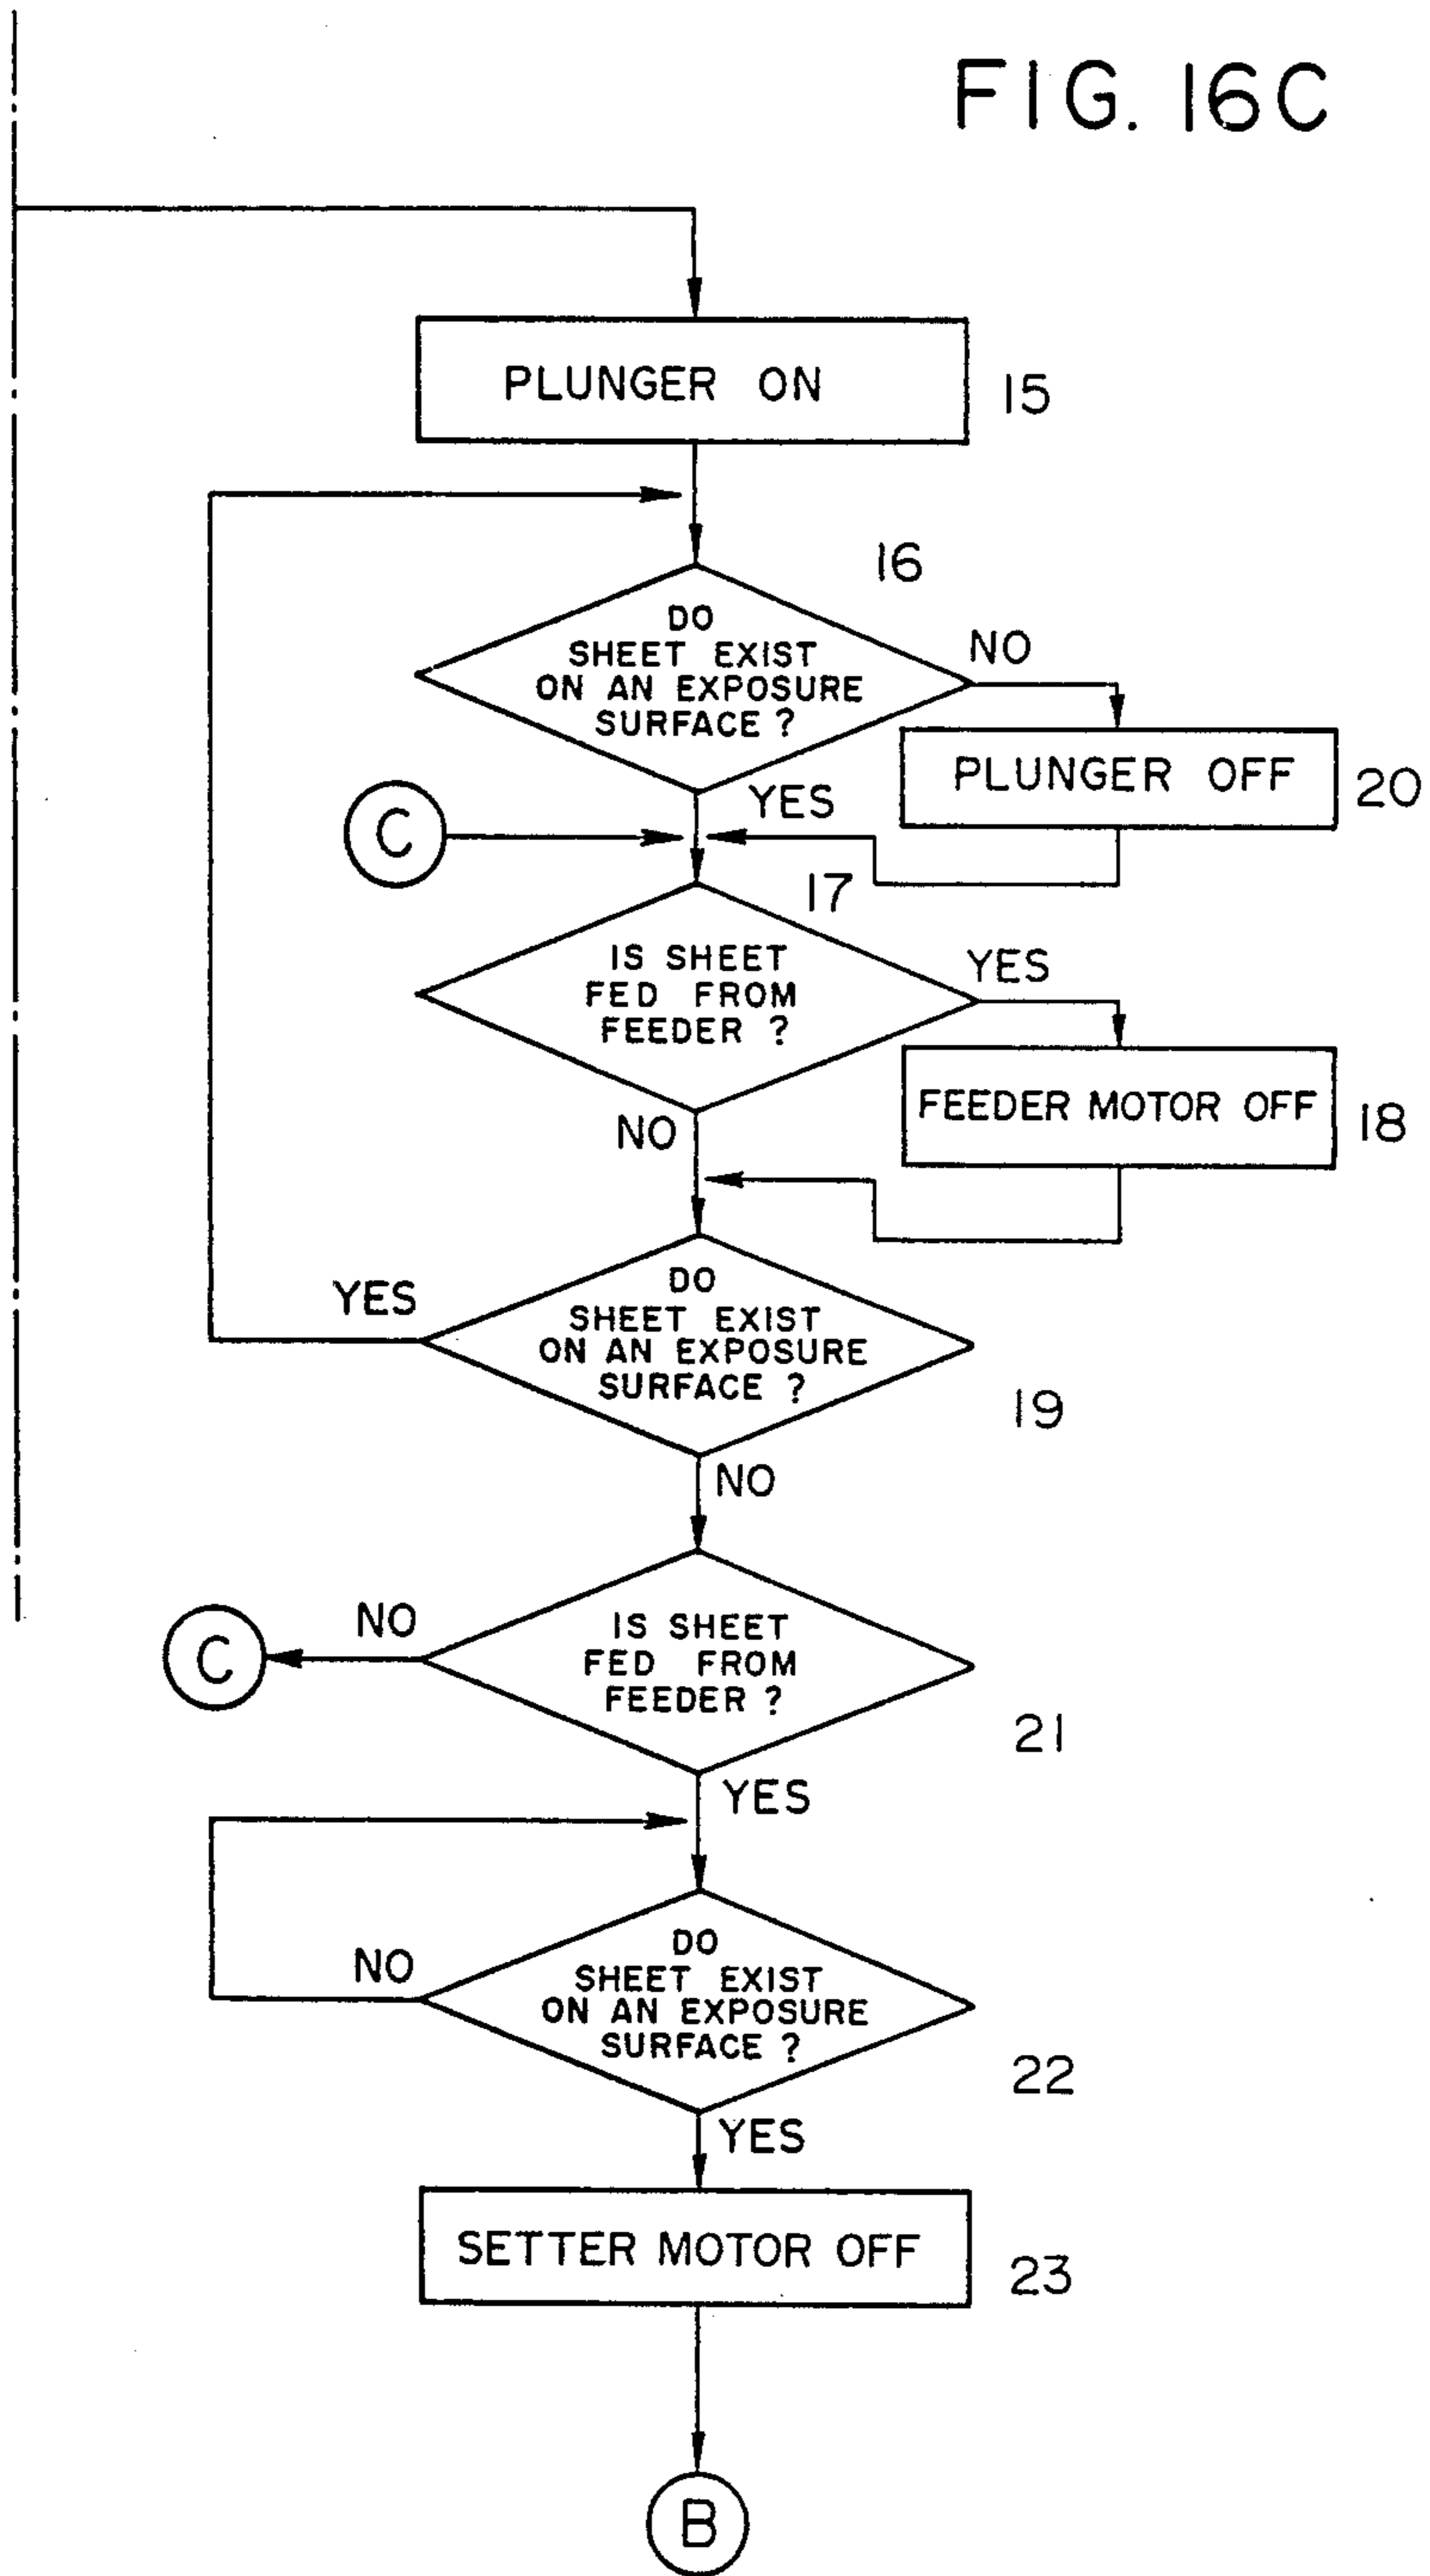 FIG. 16C
PLUNGER ON
15
16
DO
SHEET EXIST
ON AN EXPOSURE
SURFACE ?
NO
PLUNGER OFF
20
YES
C
17
IS SHEET
FED FROM
FEEDER ?
YES
FEEDER MOTOR OFF
18
NO
YES
DO
SHEET EXIST
ON AN EXPOSURE
SURFACE ?
19
NO
C
NO
IS SHEET
FED FROM
FEEDER ?
21
YES
NO
DO
SHEET EXIST
ON AN EXPOSURE
SURFACE ?
22
YES
SETTER MOTOR OFF
23
B